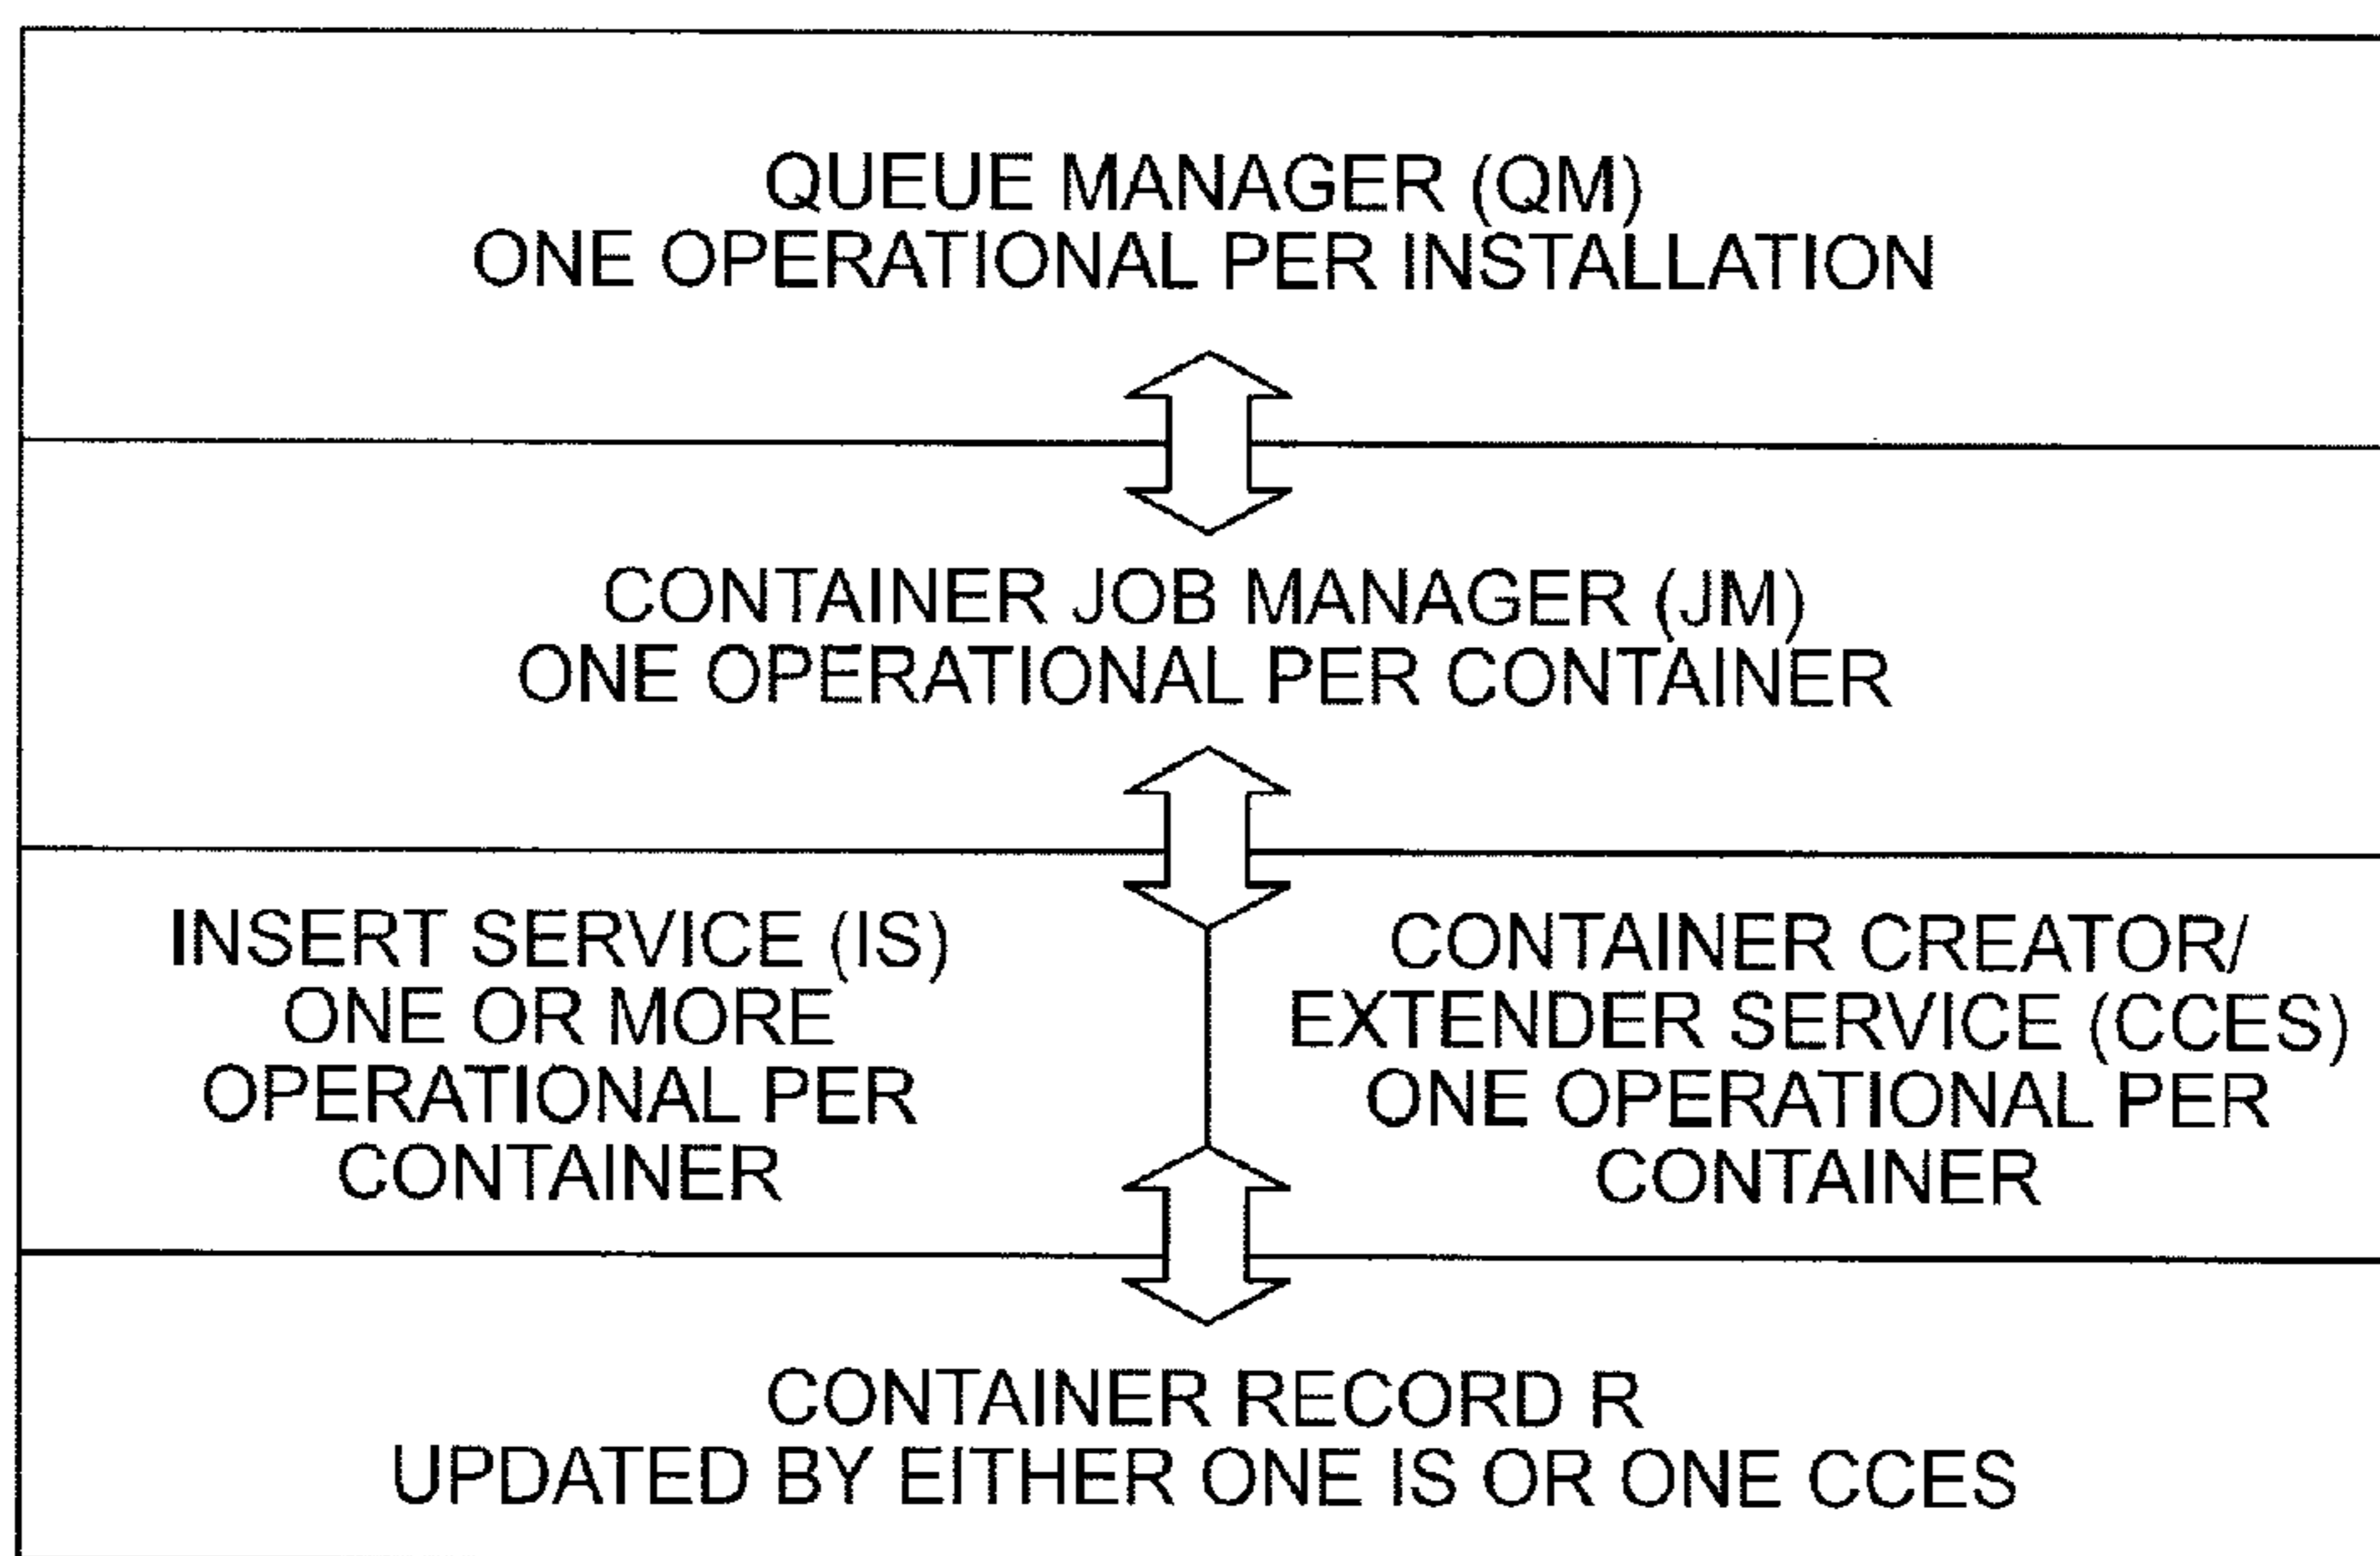 QUEUE MANAGER (QM)
ONE OPERATIONAL PER INSTALLATION
CONTAINER JOB MANAGER (JM)
ONE OPERATIONAL PER CONTAINER
INSERT SERVICE (IS)
ONE OR MORE
OPERATIONAL PER
CONTAINER
CONTAINER CREATOR/
EXTENDER SERVICE (CCES)
ONE OPERATIONAL PER
CONTAINER
CONTAINER RECORD R
UPDATED BY EITHER ONE IS OR ONE CCES